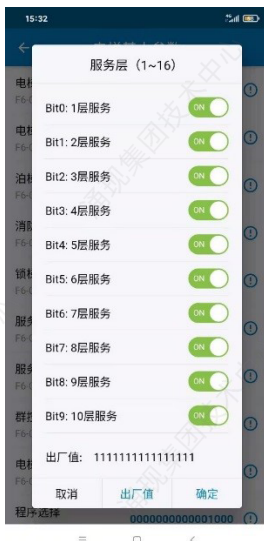 15:32
服务层（1~16）
Bit0: 1层服务
ON
Bit1: 2层服务
ON
Bit2: 3层服务
ON
Bit3: 4层服务
ON
Bit4: 5层服务
ON
Bit5: 6层服务
ON
Bit6: 7层服务
ON
Bit7: 8层服务
ON
Bit8: 9层服务
ON
Bit9: 10层服务
ON
出厂值: 1111111111111111
取消
出厂值
确定
程序选择
0000000000001000